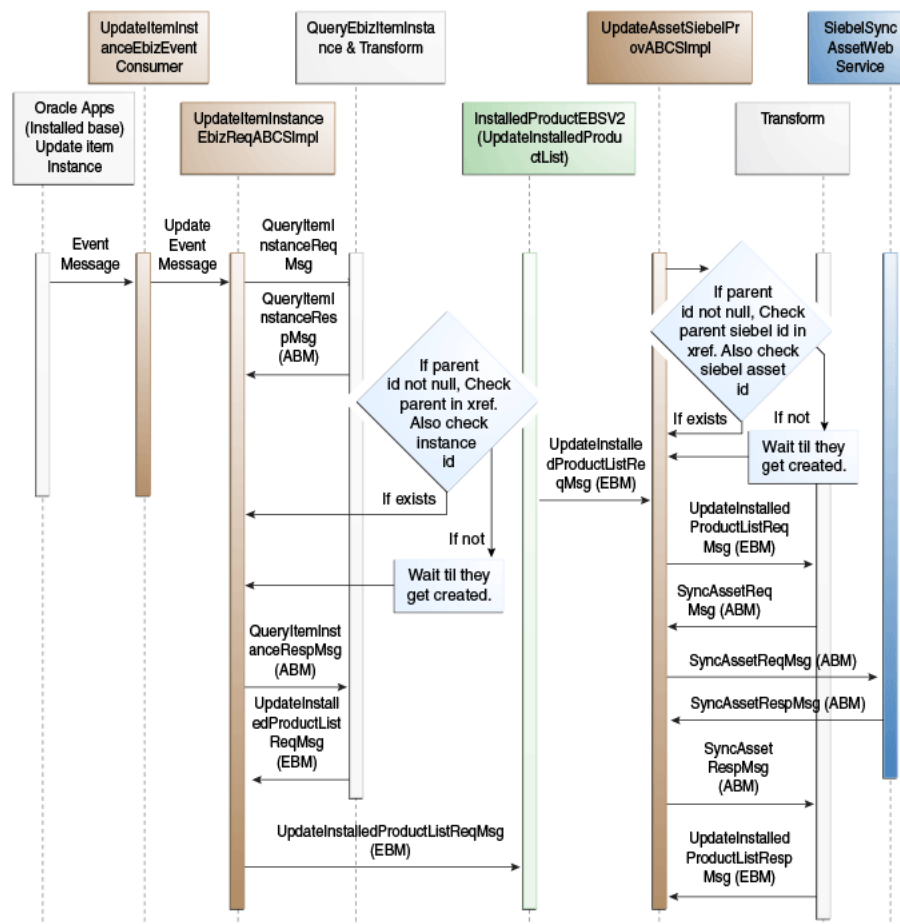 UpdateItemInst
anceEbizEvent
Consumer
QueryEbizItemInsta
nce & Transform
UpdateAssetSiebelPr
ovABCSImpl
SiebelSync
AssetWeb
Service
Oracle Apps
(Installed base)
Update item
Instance
UpdateItemInstance
EbizReqABCSImpl
InstalledProductEBSV2
(UpdateInstalledProdu
ctList)
Transform
Event
Message
Update
Event
Message
QueryItemI
nstanceReq
Msg
QueryItemI
nstanceRes
pMsg
(ABM)
If parent
id not null, Check
parent in xref.
Also check
instance
id
If exists
If not
Wait til they
get created.
QueryItemInst
anceRespMsg
(ABM)
UpdateInstall
edProductList
ReqMsg
(EBM)
UpdateInstalledProductListReqMsg
(EBM)
UpdateInstalle
dProductListRe
qMsg (EBM)
If parent
id not null, Check
parent siebel id in
xref. Also check
siebel asset
id
If exists
If not
Wait til they
get created.
UpdateInstalled
ProductListReq
Msg (EBM)
SyncAssetReq
Msg (ABM)
SyncAssetReqMsg (ABM)
SyncAssetRespMsg (ABM)
SyncAsset
RespMsg
(ABM)
UpdateInstalled
ProductListResp
Msg (EBM)